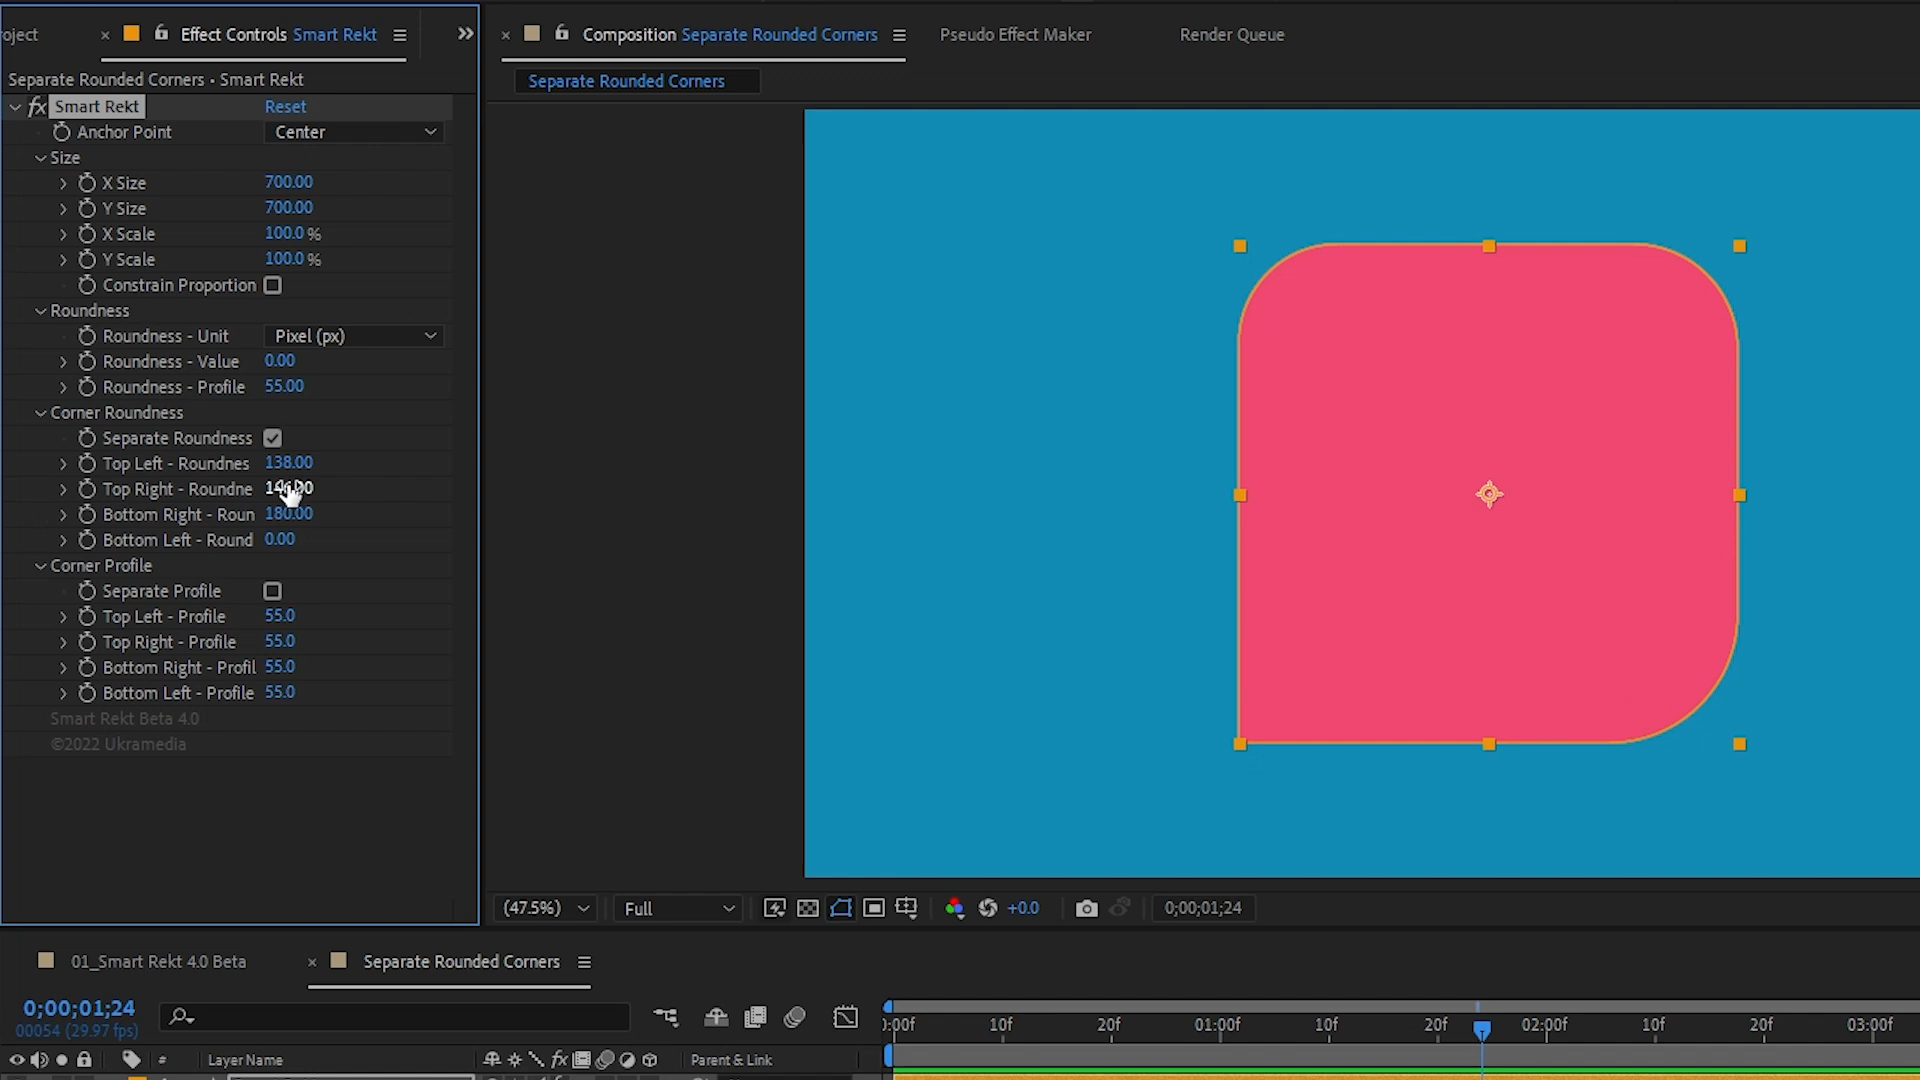 oject
× Effect Controls Smart Rekt
Separate Rounded Corners • Smart Rekt
fx Smart Rekt Reset
Anchor Point Center
Size
X Size 700.00
Y Size 700.00
X Scale 100.0 %
Y Scale 100.0 %
Constrain Proportion
Roundness
Roundness - Unit Pixel (px)
Roundness - Value 0.00
Roundness - Profile 55.00
Corner Roundness
Separate Roundness
Top Left - Roundnes 138.00
Top Right - Roundne
Bottom Right - Roun 180.00
Bottom Left - Round 0.00
Corner Profile
Separate Profile
Top Left - Profile 55.0
Top Right - Profile 55.0
Bottom Right - Profil 55.0
Bottom Left - Profile 55.0
Smart Rekt Beta 4.0
©2022 Ukramedia
× Composition Separate Rounded Corners
Pseudo Effect Maker
Render Queue
Separate Rounded Corners
(47.5%) Full +0.0 0;00;01;24
01_Smart Rekt 4.0 Beta
× Separate Rounded Corners
0;00;01;24
00054 (29.97 fps)
:00f 10f 20f 01:00f 10f 20f 02:00f 10f 20f 03:00f
# Layer Name fx Parent & Link